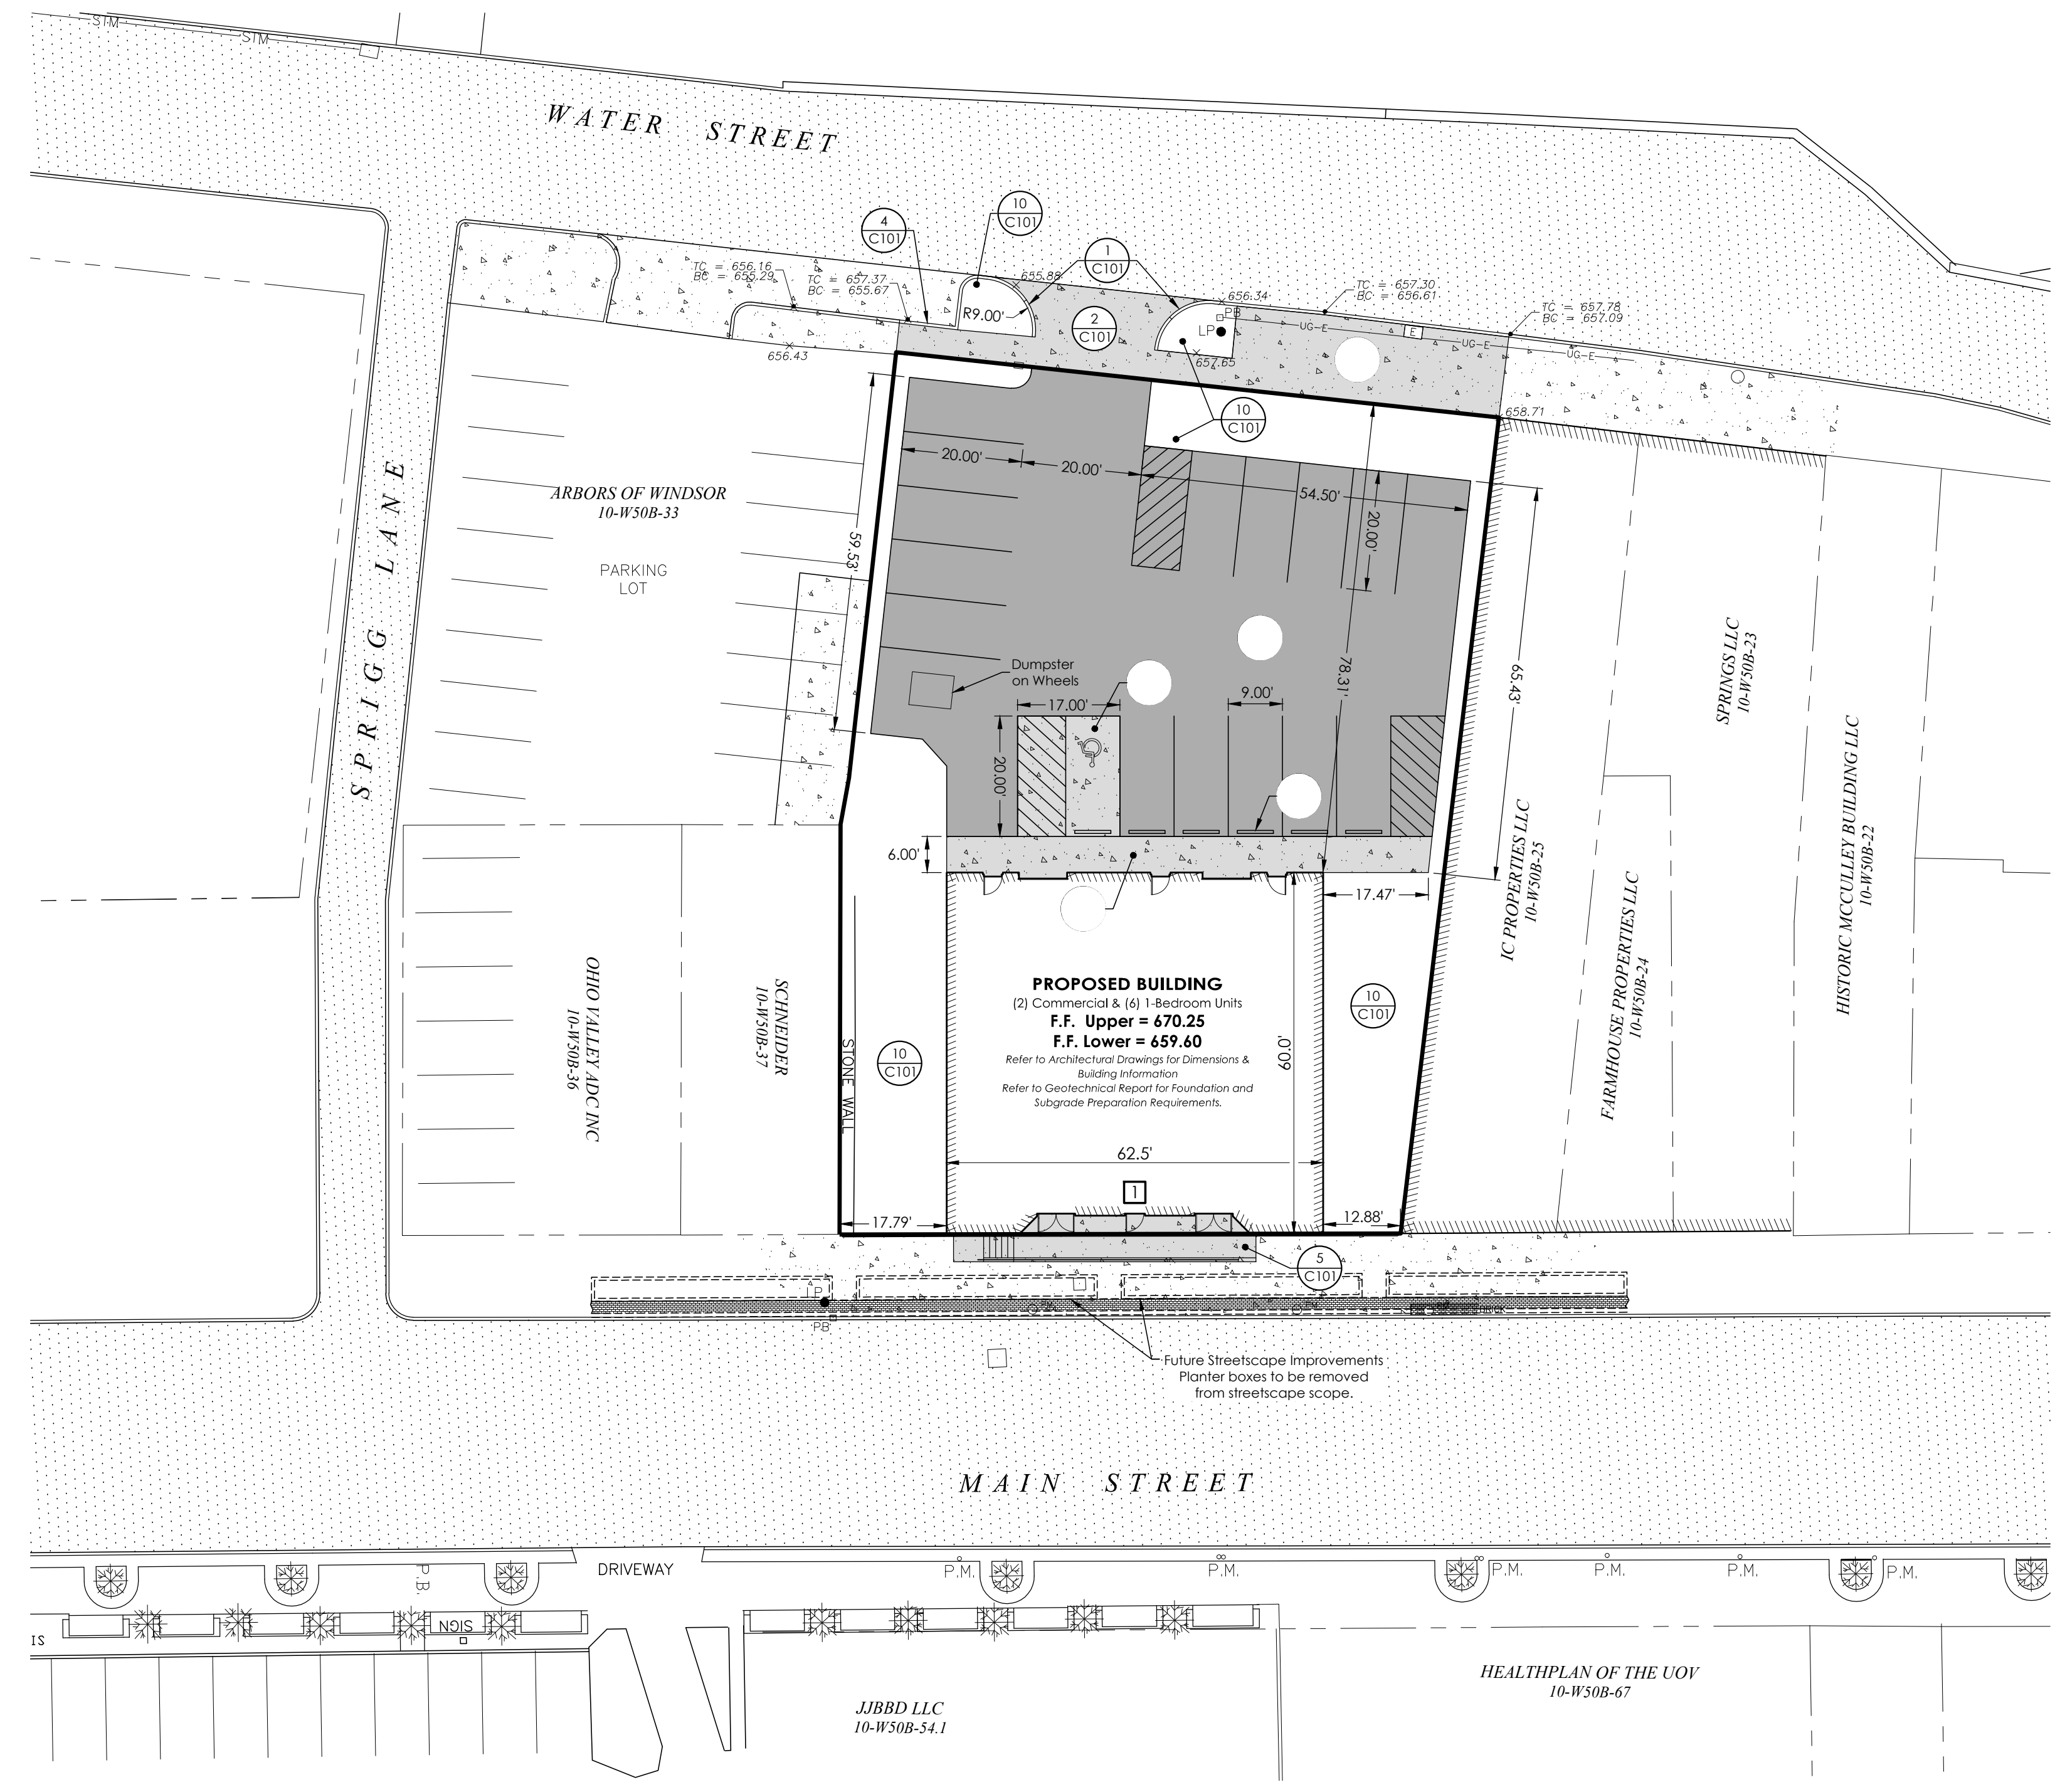 STM
STM
WATER STREET
10
C101
4
C101
1
C101
TC = 656.16
BC = 655.29
TC = 657.37
BC = 655.67
655.88
R9.00'
2
C101
656.34
PB
LP
TC = 657.30
BC = 656.61
TC = 657.78
BC = 657.09
UG-E
E
UG-E
UG-E
656.43
657.65
10
C101
658.71
SPRIGG LANE
ARBORS OF WINDSOR
10-W50B-33
PARKING
LOT
20.00'
20.00'
54.50'
20.00'
59.53'
78.31'
65.43'
Dumpster
on Wheels
17.00'
9.00'
20.00'
6.00'
17.47'
SPRINGS LLC
10-W50B-23
HISTORIC MCCULLEY BUILDING LLC
10-W50B-22
IC PROPERTIES LLC
10-W50B-25
FARMHOUSE PROPERTIES LLC
10-W50B-24
OHIO VALLEY ADC INC
10-W50B-36
SCHNEIDER
10-W50B-37
STONE WALL
10
C101
PROPOSED BUILDING
(2) Commercial & (6) 1-Bedroom Units
F.F. Upper = 670.25
F.F. Lower = 659.60
Refer to Architectural Drawings for Dimensions &
Building Information
Refer to Geotechnical Report for Foundation and
Subgrade Preparation Requirements.
60.0'
10
C101
62.5'
1
17.79'
12.88'
5
C101
LP
PB
BRICK
Future Streetscape Improvements
Planter boxes to be removed
from streetscape scope.
MAIN STREET
P.B.
DRIVEWAY
P.M.
P.M.
P.M.
P.M.
P.M.
P.M.
IS
SIGN
JJBBD LLC
10-W50B-54.1
HEALTHPLAN OF THE UOV
10-W50B-67